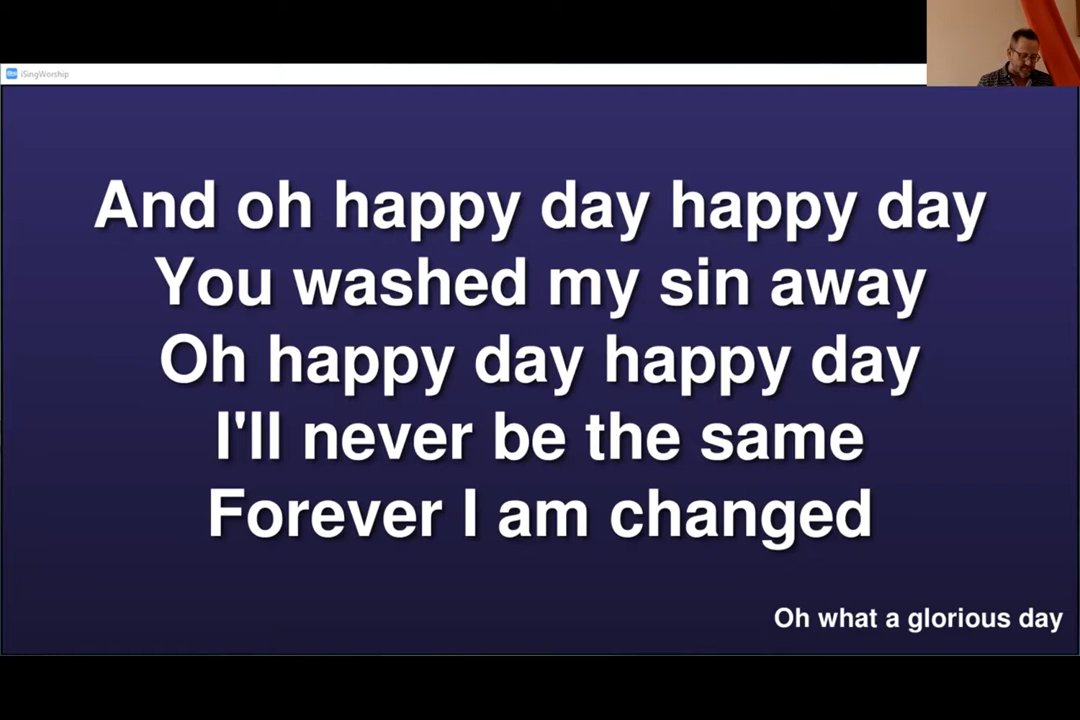 iSingWorship
And oh happy day happy day
You washed my sin away
Oh happy day happy day
I'll never be the same
Forever I am changed
Oh what a glorious day